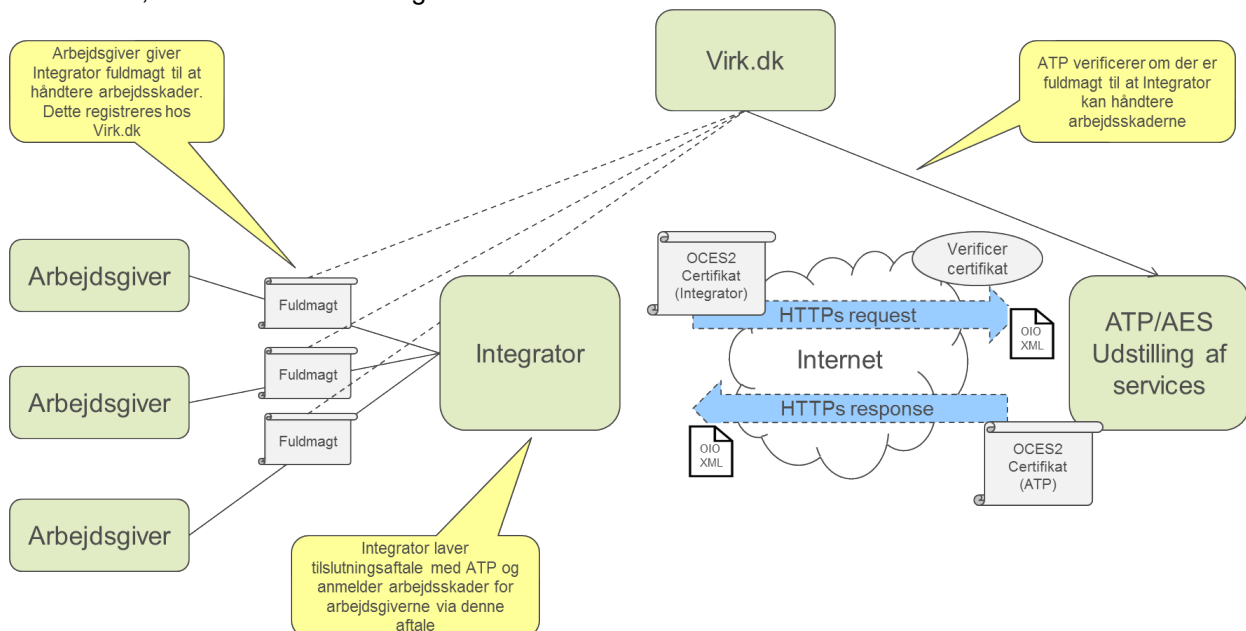 Arbejdsgiver giver
Integrator fuldmagt til at
håndtere arbejdsskader.
Dette registreres hos
Virk.dk
Virk.dk
ATP verificerer om der er
fuldmagt til at Integrator
kan håndtere
arbejdsskaderne
Arbejdsgiver
Arbejdsgiver
Arbejdsgiver
Fuldmagt
Fuldmagt
Fuldmagt
Integrator
Integrator laver
tilslutningsaftale med ATP og
anmelder arbejdsskader for
arbejdsgiverne via denne
aftale
OCES2
Certifikat
(Integrator)
Verificer
certifikat
HTTPs request
OIO
XML
Internet
HTTPs response
OIO
XML
ATP/AES
Udstilling af
services
OCES2
Certifikat
(ATP)